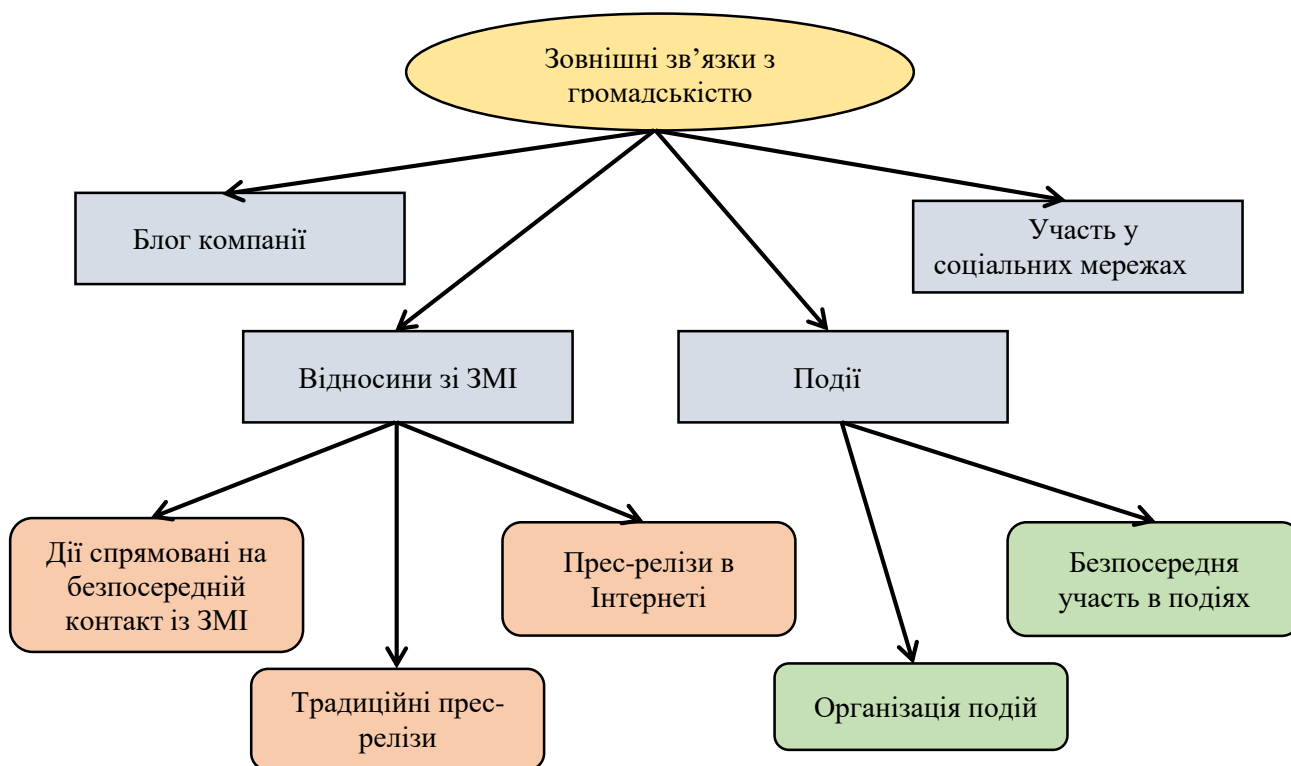 Зовнішні зв’язки з
громадськістю
Блог компанії
Участь у
соціальних мережах
Відносини зі ЗМІ
Події
Дії спрямовані на
безпосередній
контакт із ЗМІ
Прес-релізи в
Інтернеті
Безпосередня
участь в подіях
Традиційні прес-
релізи
Організація подій